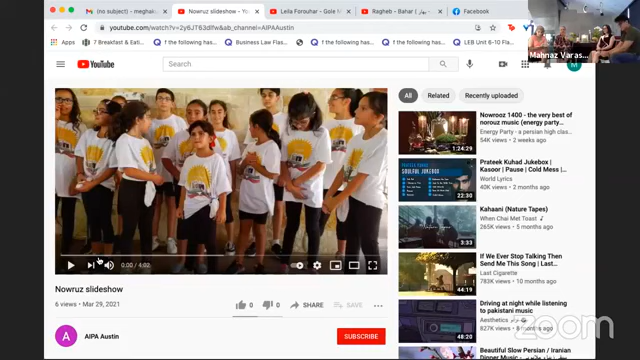 (no subject) - meghal
Nowruz slideshow
Leila Forouhar - Gole M
Ragheb - Bahar
Facebook
youtube.com/watch?v=2y6JT63dlfw&ab_channel=AIPAAustin
Apps
7 Breakfast & Eati
f the following has
Business Law Flas
f the following has
f the following has
LEB Unit 6-10 Fla
Mahnaz Varas...
YouTube
Search
M
All
Related
Recently uploaded
0:00 / 4:02
Nowruz slideshow
6 views • Mar 29, 2021
0
0
SHARE
SAVE
A
AIPA Austin
SUBSCRIBE
Nowrooz 1400 - the very best of
norouz music (energy party...
Energy Party - a persian high clas...
54K views • 2 weeks ago
1:24:29
Prateek Kuhad Jukebox |
Kasoor | Pause | Cold Mess |...
World Lyrics
40K views • 2 months ago
22:30
Kahaani (Nature Tapes)
When Chai Met Toast
265K views • 5 months ago
3:33
If We Ever Stop Talking Then
Send Me This Song | Last...
Last Cigarette
783K views • 10 months ago
44:19
Driving at night while listening
to pakistani music
Aesthetics
827K views • 8 months ago
48:20
Beautiful Slow Persian / Iranian
Dinner Music
zoom